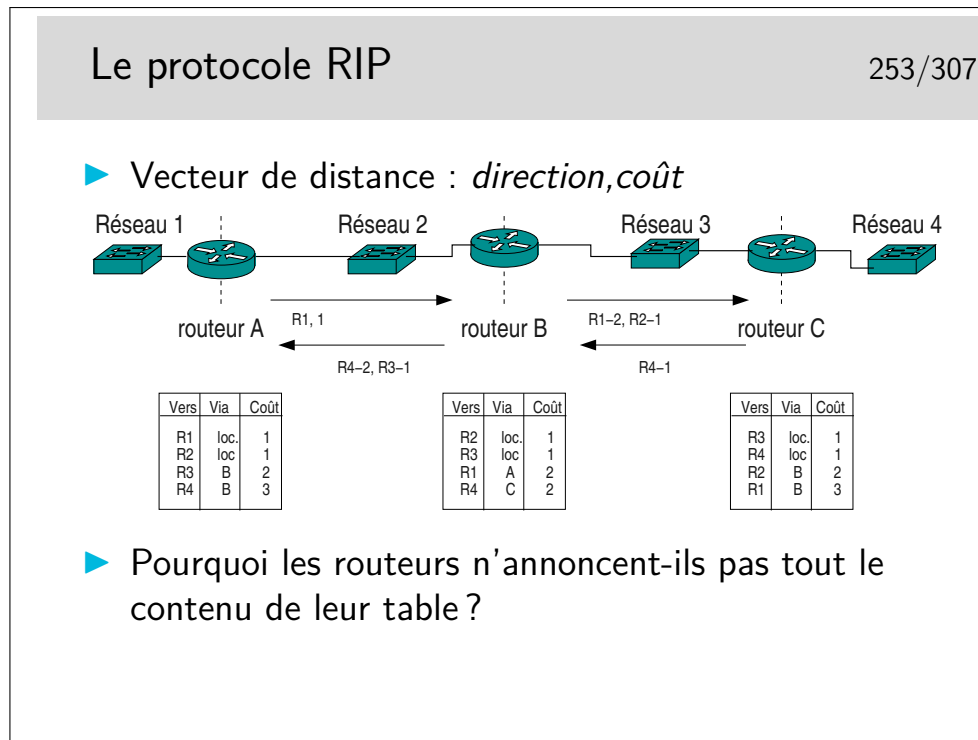 Le protocole RIP 253/307
Vecteur de distance : direction,coût
Réseau 1 Réseau 2 Réseau 3 Réseau 4
R1, 1 R1−2, R2−1
routeur A routeur B routeur C
R4−2, R3−1 R4−1
Vers Via Coût
R1 loc. 1
R2 loc 1
R3 B 2
R4 B 3
Vers Via Coût
R2 loc. 1
R3 loc 1
R1 A 2
R4 C 2
Vers Via Coût
R3 loc. 1
R4 loc 1
R2 B 2
R1 B 3
Pourquoi les routeurs n'annoncent-ils pas tout le
contenu de leur table ?